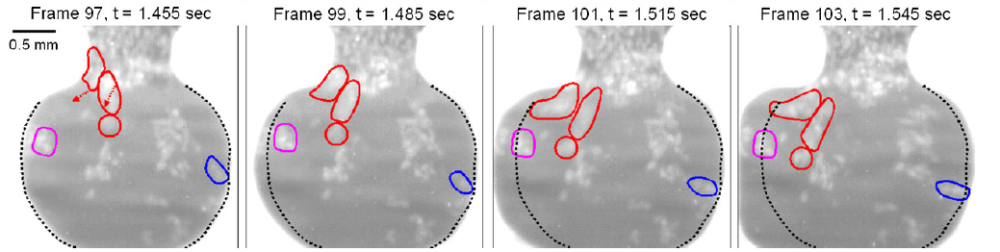 Frame 97, t = 1.455 sec
Frame 99, t = 1.485 sec
Frame 101, t = 1.515 sec
Frame 103, t = 1.545 sec
0.5 mm